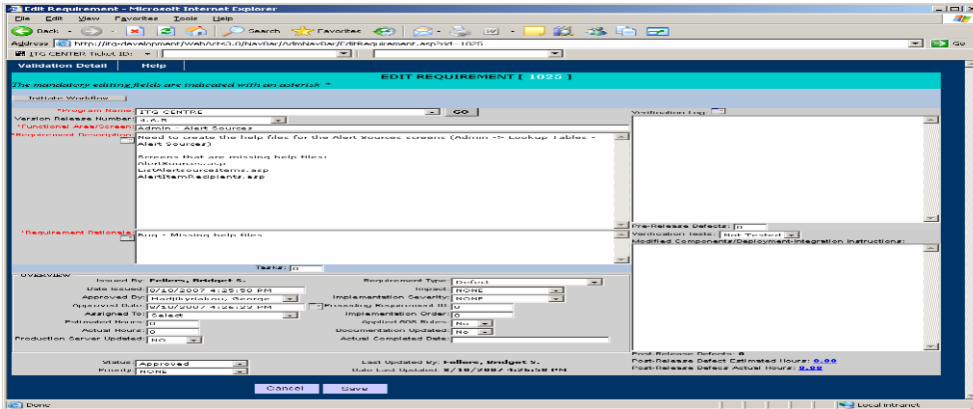 Edit Requirement - Microsoft Internet Explorer
File Edit View Favorites Tools Help
Back Search Favorites
Address http://itg-development/WebArts3.0/NavBar/AdmNavBar/EditRequirement.asp?rid=1025 Go
ITG CENTER Ticket ID:
Validation Detail Help
EDIT REQUIREMENT [ 1025 ]
The mandatory editing fields are indicated with an asterisk *
Initiate Workflow
*Program Name: ITG CENTRE GO
Version Release Number: 4.6.5
*Functional Area/Screen: Admin - Alert Sources
*Requirement Description: Need to create the help files for the Alert Sources screens (Admin -> Lookup Tables - Alert Sources)
Screens that are missing help files:
AlertSources.asp
ListAlertsourceItems.asp
AlertItemRecipients.asp
*Requirement Rationale: Bug - Missing help files
Tasks: 0
Verification Log:
Pre-Release Defects: 0
Verification Tests: Not Tested
Modified Components/Deployment-Integration Instructions:
OVERVIEW
Issued By: Fellers, Bridget S. Requirement Type: Defect
Date Issued: 8/10/2007 4:25:50 PM Impact: NONE
Approved By: Hadjikyriakou, George Implementation Severity: NONE
Approved Date: 8/10/2007 4:26:22 PM Preceding Requirement ID: 0
Assigned To: Select Implementation Order: 0
Estimated Hours: 0 Applied 508 Rules: No
Actual Hours: 0 Documentation Updated: No
Production Server Updated: NO Actual Completed Date:
Status: Approved Last Updated By: Fellers, Bridget S.
Priority: NONE Date Last Updated: 8/10/2007 4:26:50 PM
Post-Release Defects: 0
Post-Release Defect Estimated Hours: 0.00
Post-Release Defect Actual Hours: 0.00
Cancel Save
Done Local intranet